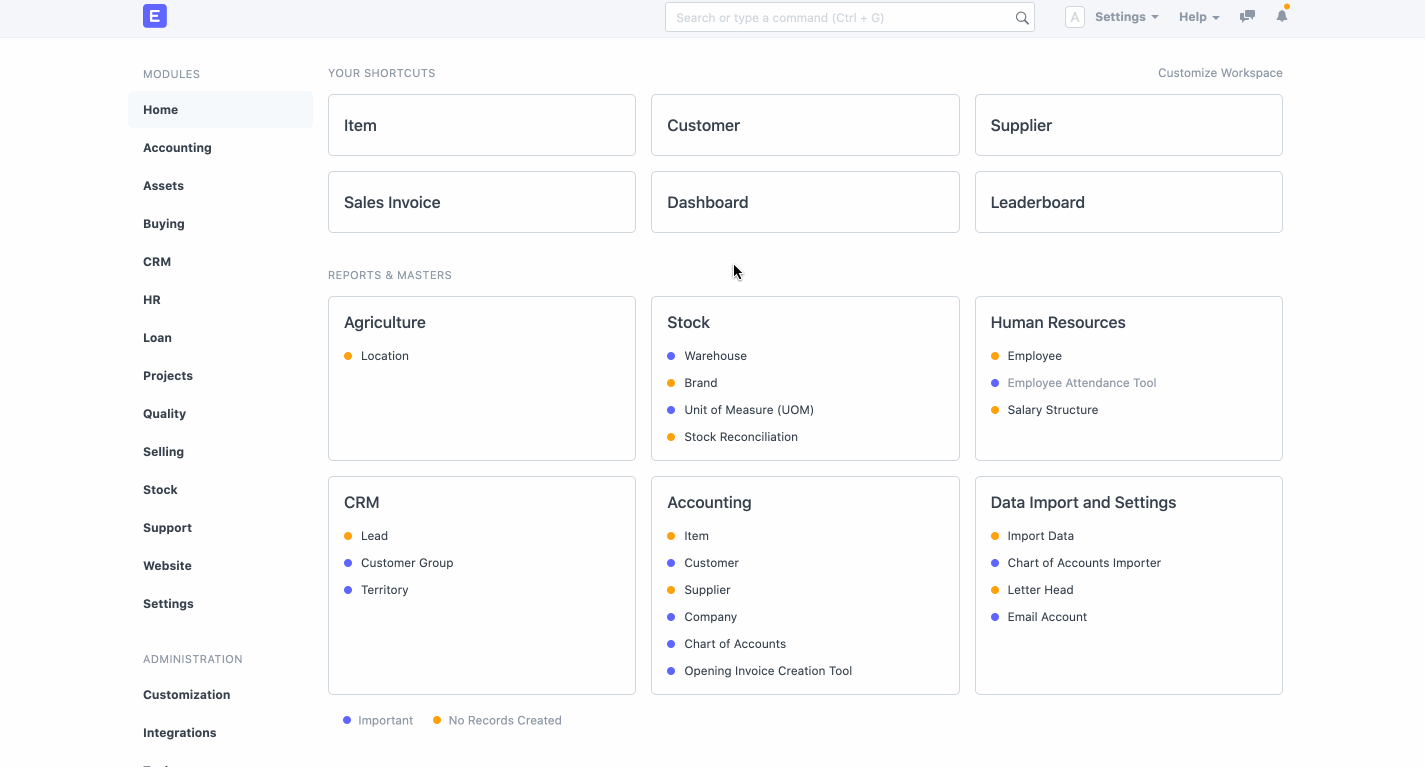 E
Search or type a command (Ctrl + G)
A
Settings
Help
MODULES
Home
Accounting
Assets
Buying
CRM
HR
Loan
Projects
Quality
Selling
Stock
Support
Website
Settings
ADMINISTRATION
Customization
Integrations
YOUR SHORTCUTS
Customize Workspace
Item
Customer
Supplier
Sales Invoice
Dashboard
Leaderboard
REPORTS & MASTERS
Agriculture
Location
Stock
Warehouse
Brand
Unit of Measure (UOM)
Stock Reconciliation
Human Resources
Employee
Employee Attendance Tool
Salary Structure
CRM
Lead
Customer Group
Territory
Accounting
Item
Customer
Supplier
Company
Chart of Accounts
Opening Invoice Creation Tool
Data Import and Settings
Import Data
Chart of Accounts Importer
Letter Head
Email Account
Important
No Records Created